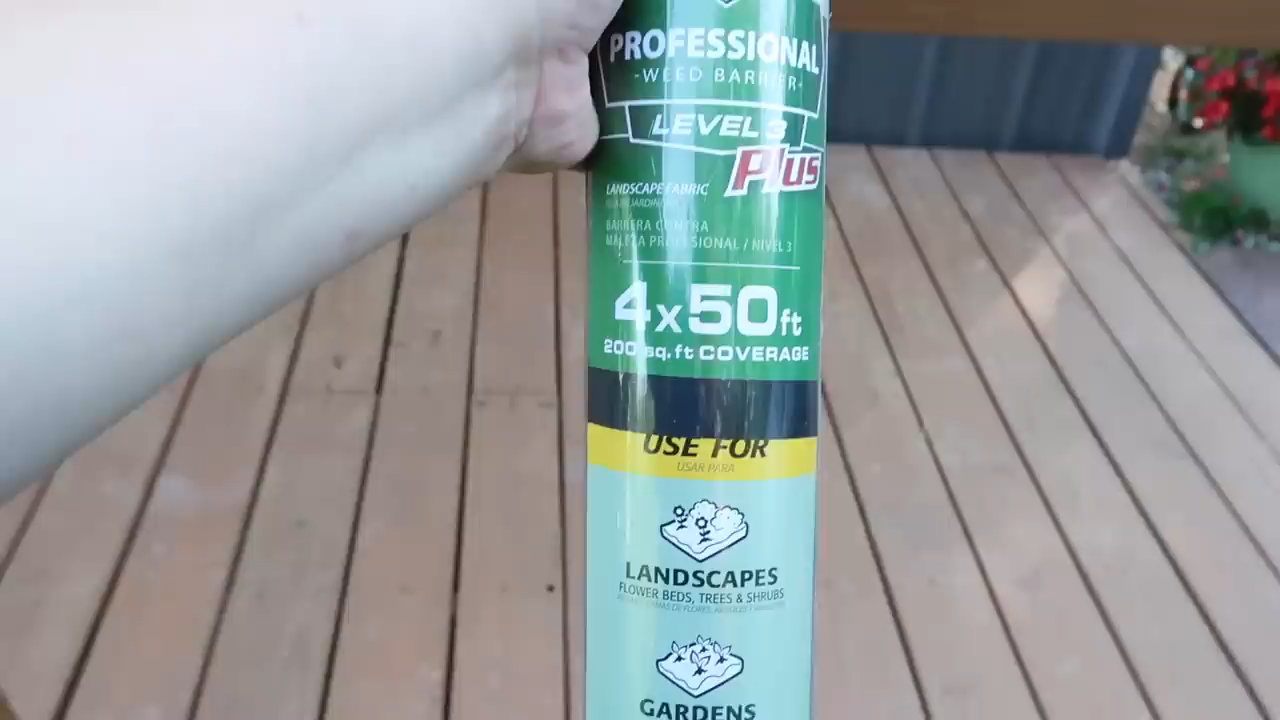 PROFESSIONAL
-WEED BARRIER-
LEVEL 3
Plus
LANDSCAPE FABRIC
BARRERA CONTRA
MALEZA PROFESSIONAL / NIVEL 3
4x50ft
200 sq. ft COVERAGE
USE FOR
USAR PARA
LANDSCAPES
FLOWER BEDS, TREES & SHRUBS
GARDENS